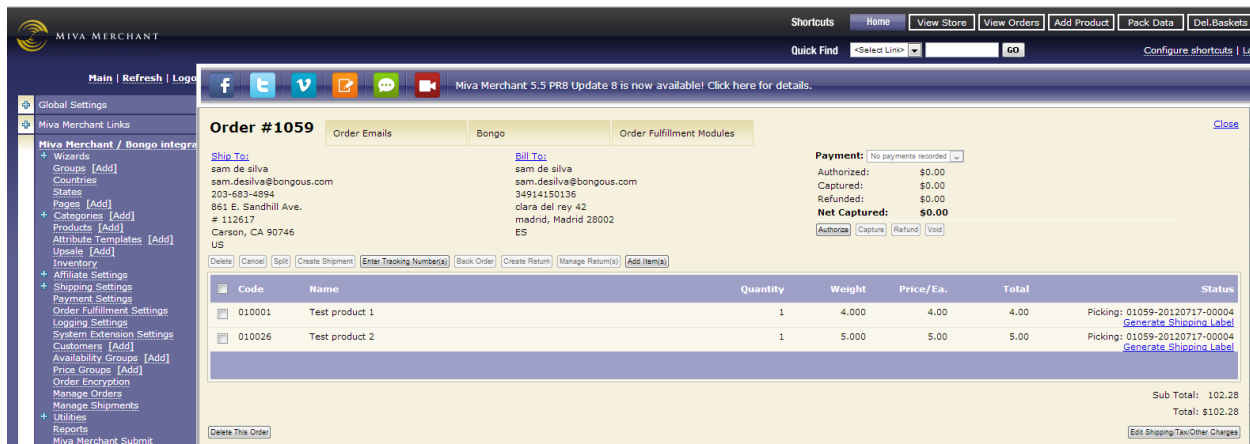 Shortcuts Home View Store View Orders Add Product Pack Data Del.Baskets
MIVA MERCHANT
Quick Find <Select Link> GO Configure shortcuts |
Main | Refresh | Logo
Miva Merchant 5.5 PR8 Update 8 is now available! Click here for details.
Global Settings
Miva Merchant Links
Miva Merchant / Bongo integra
Wizards
Groups [Add]
Countries
States
Pages [Add]
Categories [Add]
Products [Add]
Attribute Templates [Add]
Upsale [Add]
Inventory
Affiliate Settings
Shipping Settings
Payment Settings
Order Fulfillment Settings
Logging Settings
System Extension Settings
Customers [Add]
Availability Groups [Add]
Price Groups [Add]
Order Encryption
Manage Orders
Manage Shipments
Utilities
Reports
Miva Merchant Submit
Order #1059 Order Emails Bongo Order Fulfillment Modules Close
Ship To:
sam de silva
sam.desilva@bongous.com
203-683-4894
861 E. Sandhill Ave.
# 112617
Carson, CA 90746
US
Bill To:
sam de silva
sam.desilva@bongous.com
34914150136
clara del rey 42
madrid, Madrid 28002
ES
Payment: No payments recorded
Authorized: $0.00
Captured: $0.00
Refunded: $0.00
Net Captured: $0.00
Authorize Capture Refund Void
Delete Cancel Split Create Shipment Enter Tracking Number(s) Back Order Create Return Manage Return(s) Add Item(s)
Code Name Quantity Weight Price/Ea. Total Status
010001 Test product 1 1 4.000 4.00 4.00 Picking: 01059-20120717-00004
Generate Shipping Label
010026 Test product 2 1 5.000 5.00 5.00 Picking: 01059-20120717-00004
Generate Shipping Label
Sub Total: 102.28
Total: $102.28
Delete This Order Edit Shipping/Tax/Other Charges